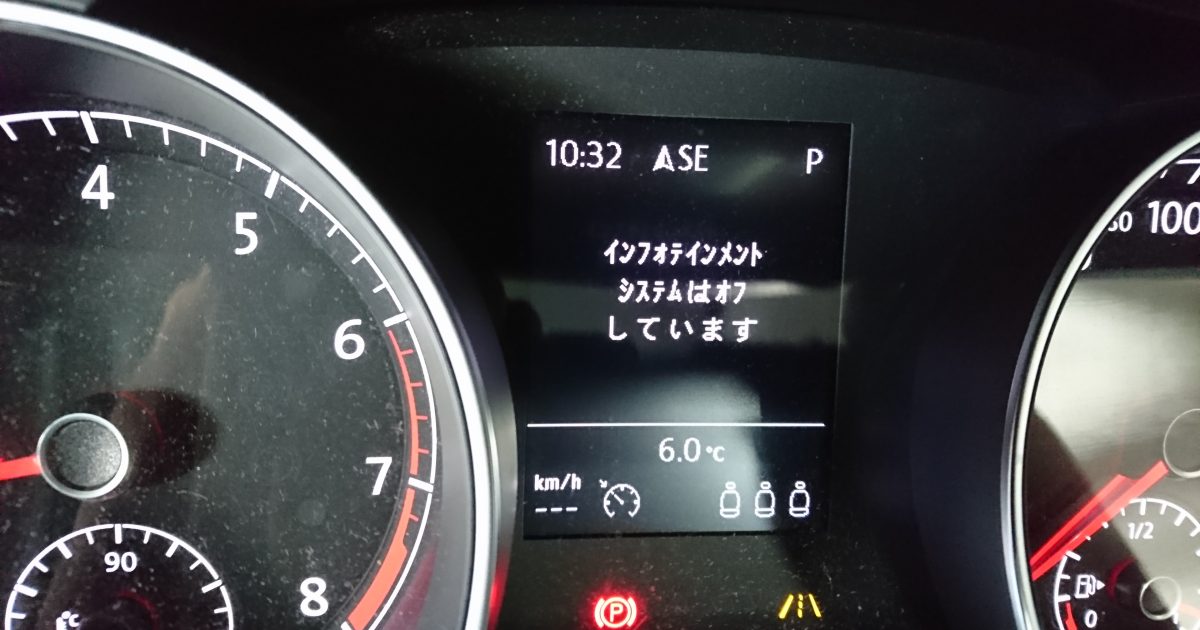 4
5
6
7
8
90
°C
10:32 ASE P
インフォテインメント
システムはオフ
しています
6.0°C
km/h
---
P
100
1/2
0